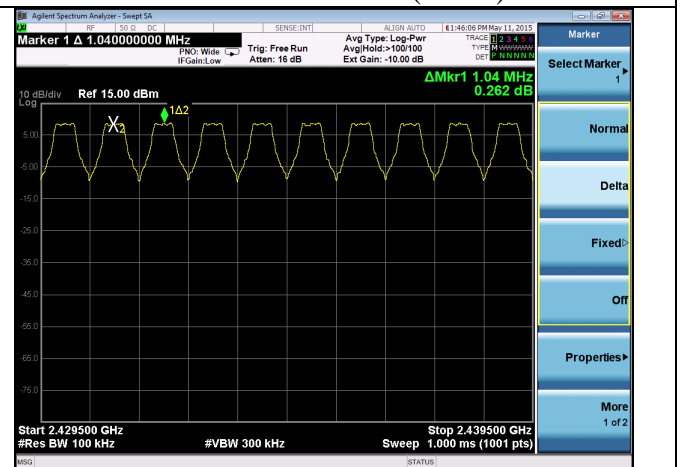 Agilent Spectrum Analyzer - Swept SA
RF 50 Ω DC SENSE:INT ALIGN AUTO 01:46:06 PM May 11, 2015
Marker 1 Δ 1.040000000 MHz
PNO: Wide
IFGain:Low
Trig: Free Run
Atten: 16 dB
Avg Type: Log-Pwr
Avg|Hold:>100/100
Ext Gain: -10.00 dB
TRACE 1 2 3 4 5 6
TYPE M WWWWW
DET P N N N N N
ΔMkr1 1.04 MHz
0.262 dB
10 dB/div Ref 15.00 dBm
Log
1Δ2
X2
5.00
-5.00
-15.0
-25.0
-35.0
-45.0
-55.0
-65.0
-75.0
Start 2.429500 GHz Stop 2.439500 GHz
#Res BW 100 kHz #VBW 300 kHz Sweep 1.000 ms (1001 pts)
MSG STATUS
Marker
Select Marker
1
Normal
Delta
Fixed
Off
Properties
More
1 of 2